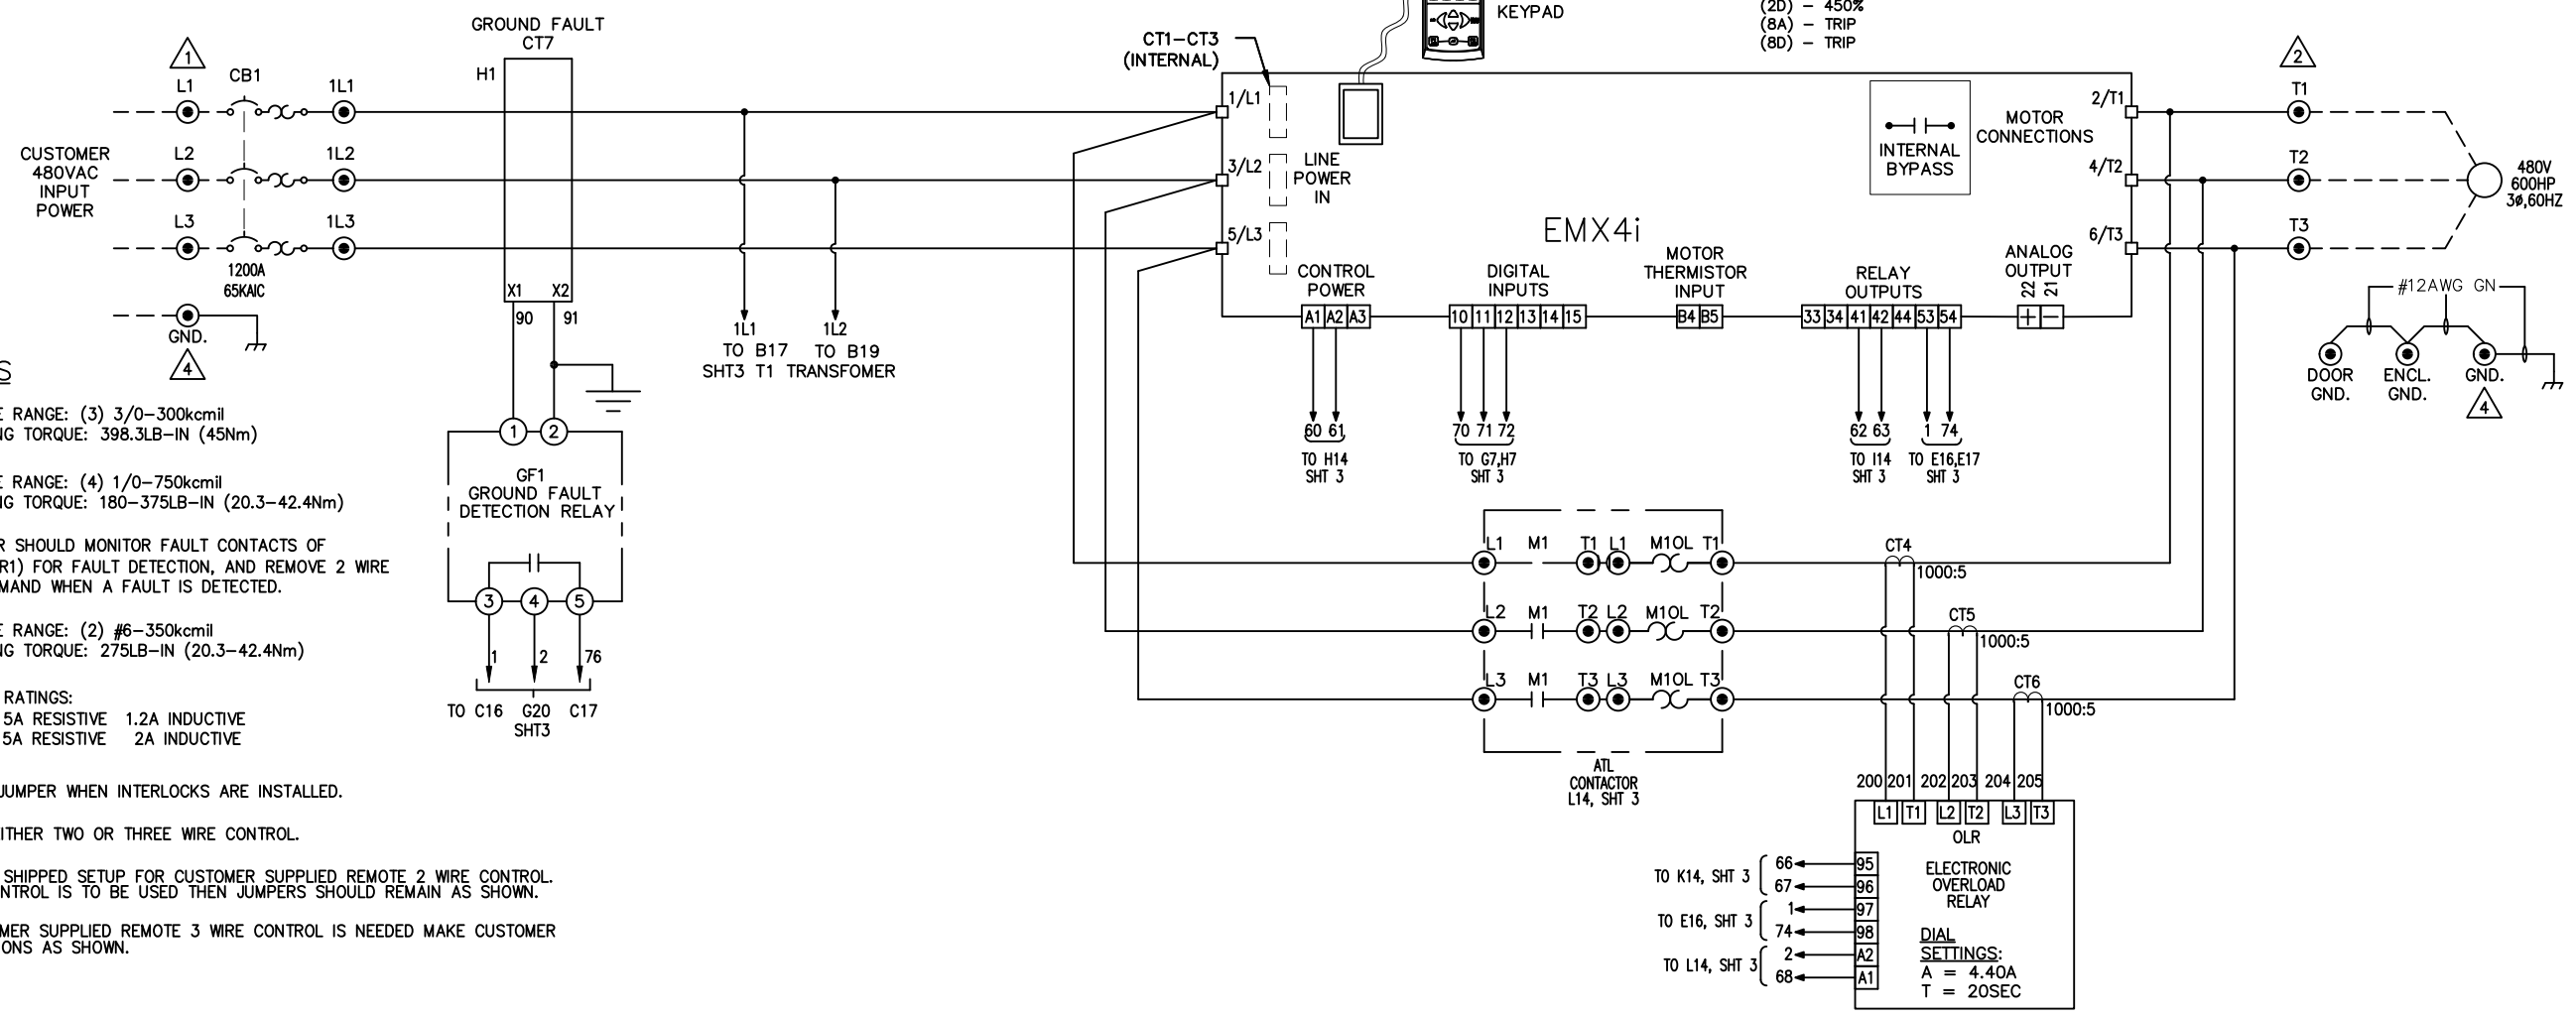 GROUND FAULT
CT7
H1
X1 X2
90 91
1
L1 CB1 1L1
L2 1L2
L3 1L3
CUSTOMER
480VAC
INPUT
POWER
1200A
65KAIC
GND.
4
1L1
TO B17
SHT3 T1
1L2
TO B19
TRANSFOMER
1 2
GF1
GROUND FAULT
DETECTION RELAY
3 4 5
1 2 76
TO C16 G20 C17
SHT3
S
E RANGE: (3) 3/0-300kcmil
NG TORQUE: 398.3LB-IN (45Nm)
E RANGE: (4) 1/0-750kcmil
NG TORQUE: 180-375LB-IN (20.3-42.4Nm)
R SHOULD MONITOR FAULT CONTACTS OF
R1) FOR FAULT DETECTION, AND REMOVE 2 WIRE
MAND WHEN A FAULT IS DETECTED.
E RANGE: (2) #6-350kcmil
NG TORQUE: 275LB-IN (20.3-42.4Nm)
RATINGS:
5A RESISTIVE 1.2A INDUCTIVE
5A RESISTIVE 2A INDUCTIVE
JUMPER WHEN INTERLOCKS ARE INSTALLED.
ITHER TWO OR THREE WIRE CONTROL.
SHIPPED SETUP FOR CUSTOMER SUPPLIED REMOTE 2 WIRE CONTROL.
NTROL IS TO BE USED THEN JUMPERS SHOULD REMAIN AS SHOWN.
MER SUPPLIED REMOTE 3 WIRE CONTROL IS NEEDED MAKE CUSTOMER
ONS AS SHOWN.
KEYPAD
(2D) - 450%
(8A) - TRIP
(8D) - TRIP
CT1-CT3
(INTERNAL)
1/L1
3/L2
5/L3
LINE
POWER
IN
EMX4i
INTERNAL
BYPASS
MOTOR
CONNECTIONS
2/T1
4/T2
6/T3
CONTROL
POWER
A1 A2 A3
60 61
TO H14
SHT 3
DIGITAL
INPUTS
10 11 12 13 14 15
70 71 72
TO G7,H7
SHT 3
MOTOR
THERMISTOR
INPUT
B4 B5
RELAY
OUTPUTS
33 34 41 42 44 53 54
62 63
TO I14
SHT 3
1 74
TO E16,E17
SHT 3
ANALOG
OUTPUT
22 21
+ -
2
T1
T2
T3
480V
600HP
3ø,60HZ
#12AWG GN
DOOR
GND.
ENCL.
GND.
GND.
4
L1 M1 T1 L1 M1OL T1
L2 M1 T2 L2 M1OL T2
L3 M1 T3 L3 M1OL T3
ATL
CONTACTOR
L14, SHT 3
CT4
1000:5
CT5
1000:5
CT6
1000:5
200 201 202 203 204 205
L1 T1 L2 T2 L3 T3
OLR
ELECTRONIC
OVERLOAD
RELAY
DIAL
SETTINGS:
A = 4.40A
T = 20SEC
TO K14, SHT 3
66 95
67 96
TO E16, SHT 3
1 97
74 98
TO L14, SHT 3
2 A2
68 A1